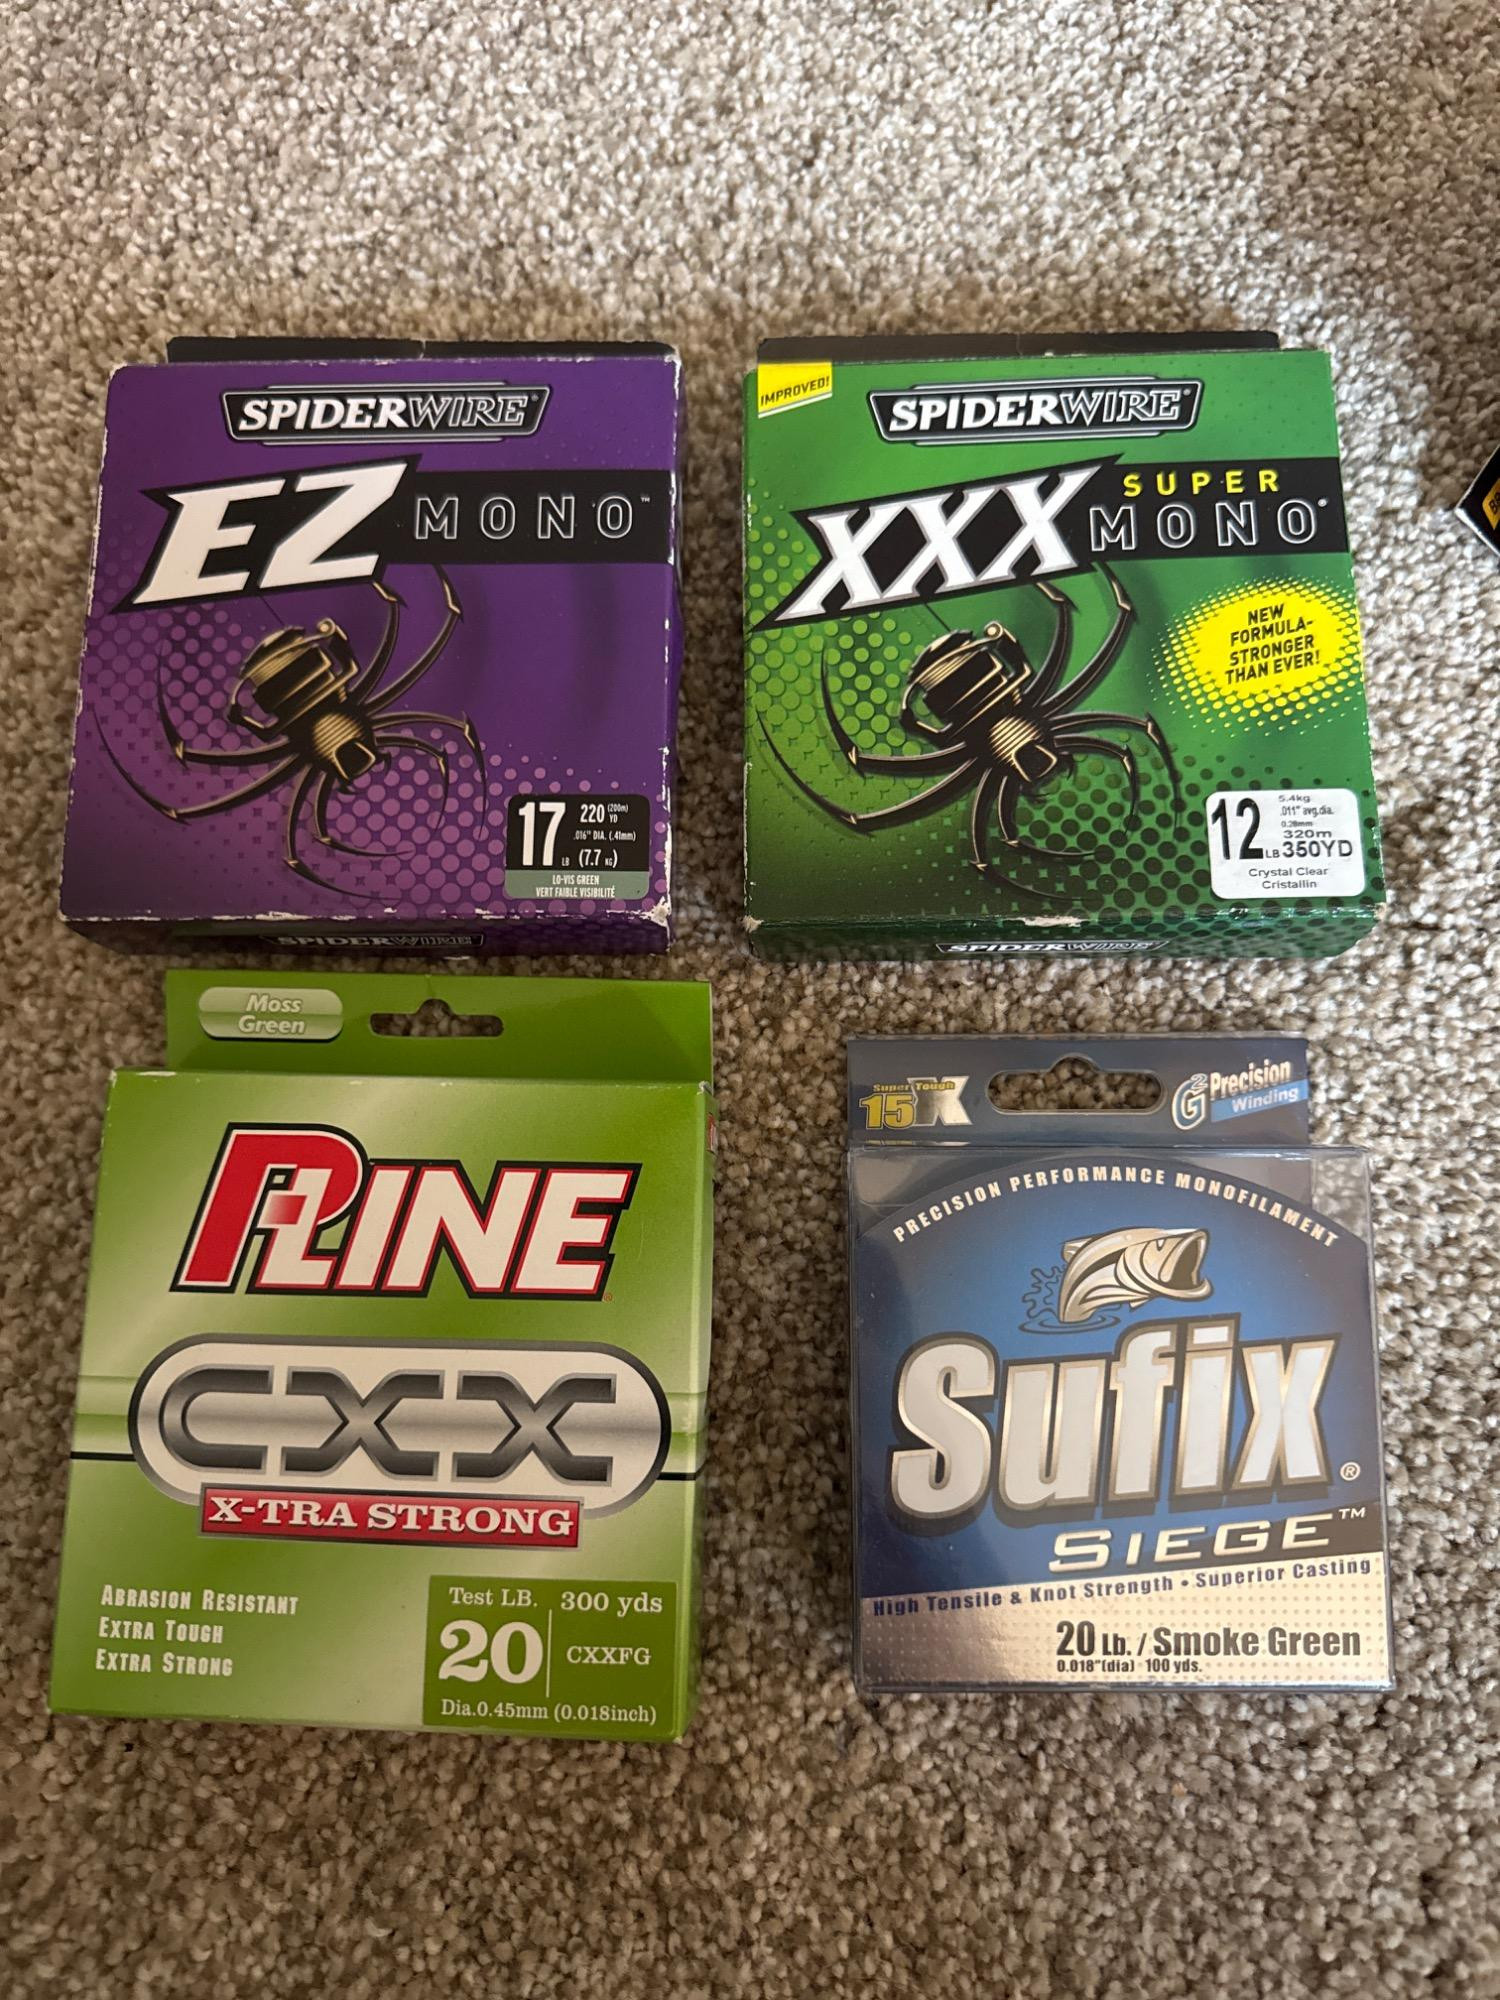 SPIDERWIRE®
EZ MONO™
17 LB
220 YD (200m)
.016" DIA. (.41mm)
(7.7 KG)
LO-VIS GREEN
VERT FAIBLE VISIBILITÉ
SPIDERWIRE
IMPROVED!
SPIDERWIRE®
XXX SUPER MONO®
NEW
FORMULA-
STRONGER
THAN EVER!
12 LB
5.4kg
.011" avg.dia.
0.28mm
320m
350YD
Crystal Clear
Cristallin
SPIDERWIRE
Moss
Green
P-LINE®
CXX
X-TRA STRONG
ABRASION RESISTANT
EXTRA TOUGH
EXTRA STRONG
Test LB. 300 yds
20 CXXFG
Dia.0.45mm (0.018inch)
Super Tough
15X
G2 Precision
Winding
PRECISION PERFORMANCE MONOFILAMENT
Sufix®
SIEGE™
High Tensile & Knot Strength • Superior Casting
20 Lb. / Smoke Green
0.018"(dia) 100 yds.